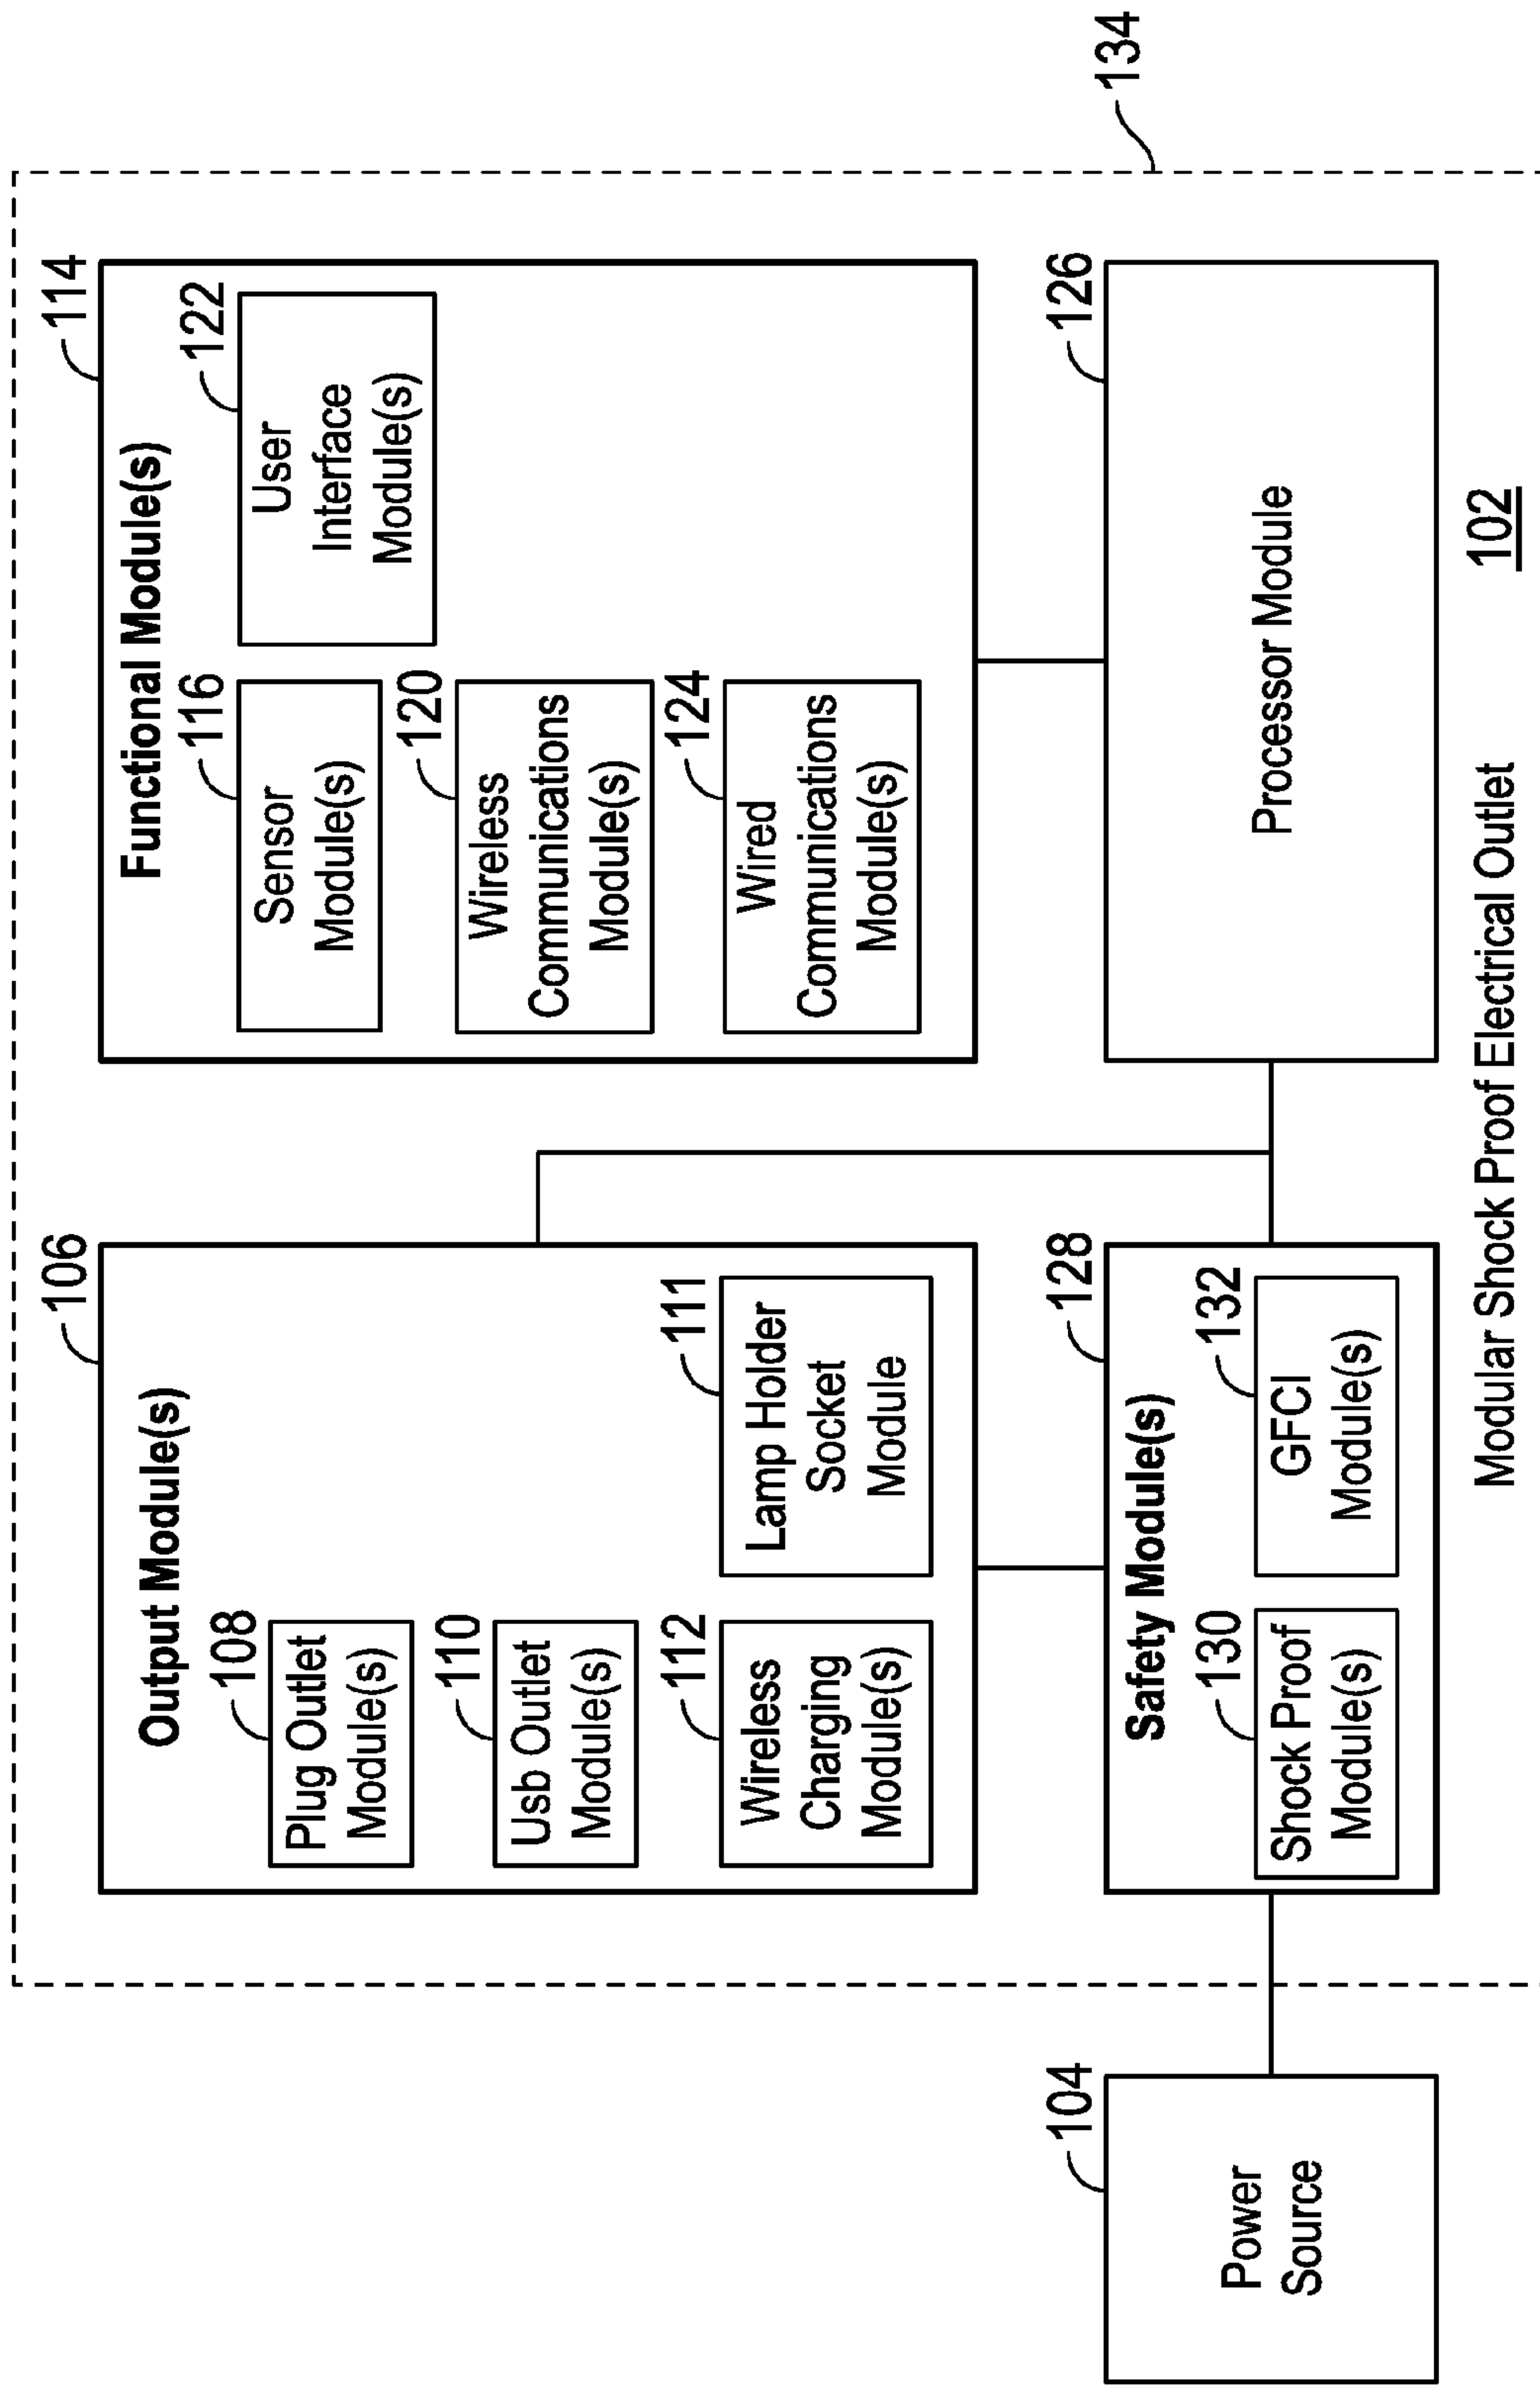 134
106
Output Module(s)
108
Plug Outlet
Module(s)
110
Usb Outlet
Module(s)
112
Wireless
Charging
Module(s)
111
Lamp Holder
Socket
Module
114
Functional Module(s)
116
Sensor
Module(s)
122
User
Interface
Module(s)
120
Wireless
Communications
Module(s)
124
Wired
Communications
Module(s)
104
Power
Source
128
Safety Module(s)
130
Shock Proof
Module(s)
132
GFCI
Module(s)
126
Processor Module
Modular Shock Proof Electrical Outlet
102